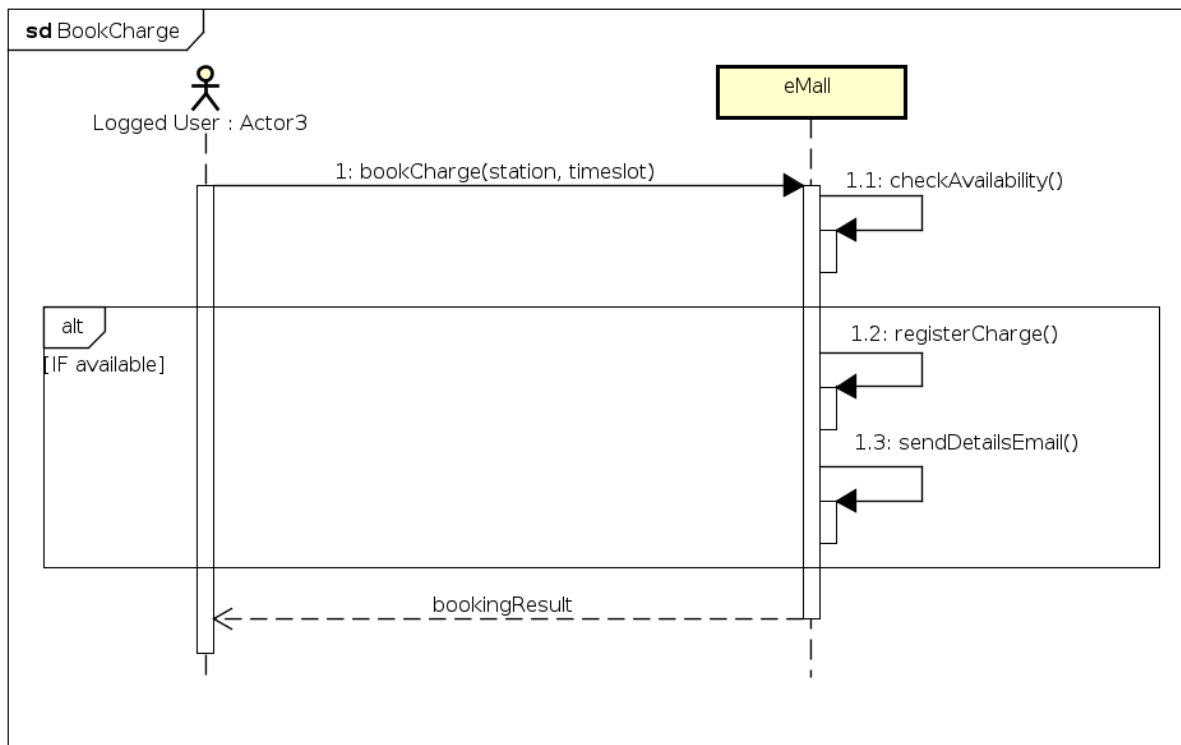 sd BookCharge
Logged User : Actor3
eMall
1: bookCharge(station, timeslot)
1.1: checkAvailability()
alt
[IF available]
1.2: registerCharge()
1.3: sendDetailsEmail()
bookingResult